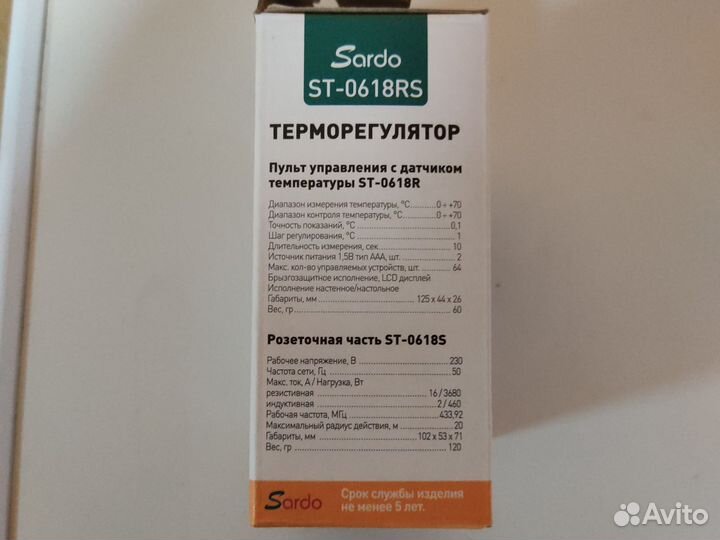 Sardo
ST-0618RS
ТЕРМОРЕГУЛЯТОР
Пульт управления с датчиком
температуры ST-0618R
Диапазон измерения температуры, °С............0 ÷ +70
Диапазон контроля температуры, °С............0 ÷ +70
Точность показаний, °С............0,1
Шаг регулирования, °С............1
Длительность измерения, сек............10
Источник питания 1,5В тип ААА, шт.............2
Макс. кол-во управляемых устройств, шт.............64
Брызгозащитное исполнение, LCD дисплей
Исполнение настенное/настольное
Габариты, мм............125 х 44 х 26
Вес, гр............60
Розеточная часть ST-0618S
Рабочее напряжение, В............230
Частота сети, Гц............50
Макс. ток, А / Нагрузка, Вт
резистивная............16 / 3680
индуктивная............2 / 460
Рабочая частота, МГц............433,92
Максимальный радиус действия, м............20
Габариты, мм............102 х 53 х 71
Вес, гр............120
Sardo
Срок службы изделия
не менее 5 лет.
Avito